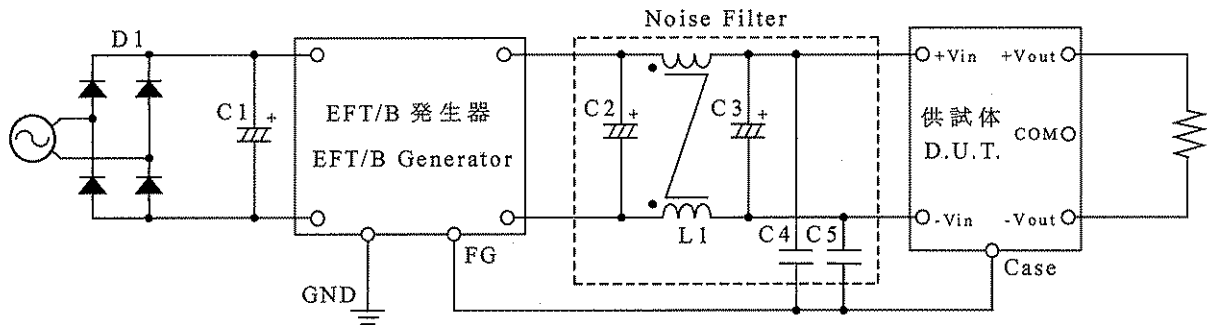 Noise Filter
D1
C1 +
EFT/B 発生器
EFT/B Generator
C2 +
C3 +
+Vin
+Vout
供試体
D.U.T.
COM
-Vin
-Vout
L1
C4
C5
FG
GND
Case